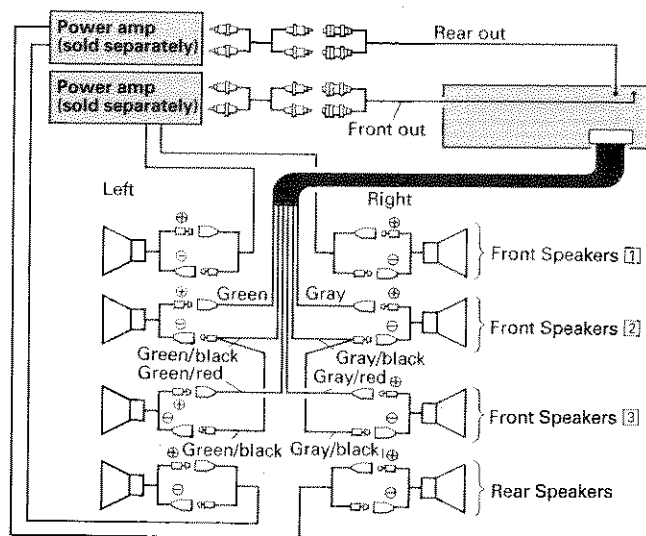 Power amp
(sold separately)
Rear out
Power amp
(sold separately)
Front out
Left
Right
⊕
⊖
⊕
⊖
Front Speakers [1]
⊕
⊖
Green
Gray
⊕
⊖
Front Speakers [2]
Green/black
Gray/black
Green/red
Gray/red
⊕
⊖
⊕
⊖
Front Speakers [3]
Green/black
Gray/black
⊕
⊖
⊕
⊖
Rear Speakers